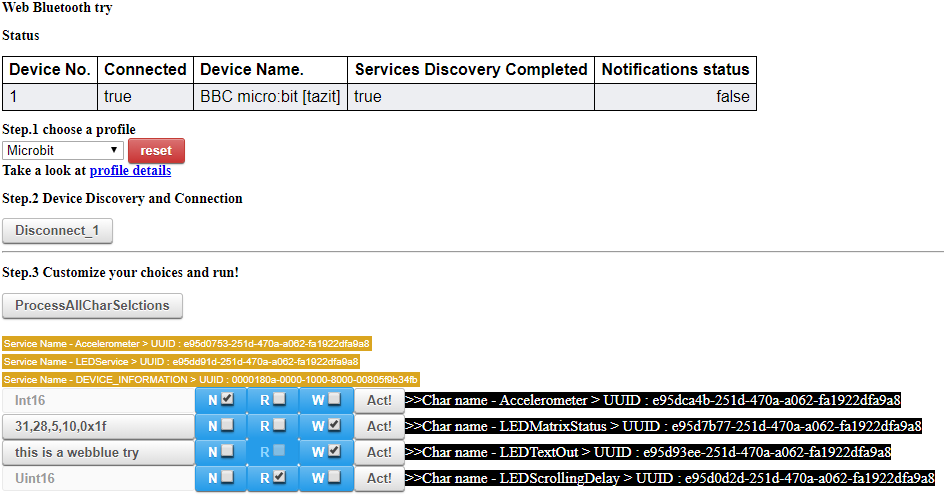 Web Bluetooth try
Status
Device No. Connected Device Name. Services Discovery Completed Notifications status
1 true BBC micro:bit [tazit] true false
Step.1 choose a profile
Microbit reset
Take a look at profile details
Step.2 Device Discovery and Connection
Disconnect_1
Step.3 Customize your choices and run!
ProcessAllCharSelctions
Service Name - Accelerometer > UUID : e95d0753-251d-470a-a062-fa1922dfa9a8
Service Name - LEDService > UUID : e95dd91d-251d-470a-a062-fa1922dfa9a8
Service Name - DEVICE_INFORMATION > UUID : 0000180a-0000-1000-8000-00805f9b34fb
Int16 N R W Act! >>Char name - Accelerometer > UUID : e95dca4b-251d-470a-a062-fa1922dfa9a8
31,28,5,10,0x1f N R W Act! >>Char name - LEDMatrixStatus > UUID : e95d7b77-251d-470a-a062-fa1922dfa9a8
this is a webblue try N R W Act! >>Char name - LEDTextOut > UUID : e95d93ee-251d-470a-a062-fa1922dfa9a8
Uint16 N R W Act! >>Char name - LEDScrollingDelay > UUID : e95d0d2d-251d-470a-a062-fa1922dfa9a8